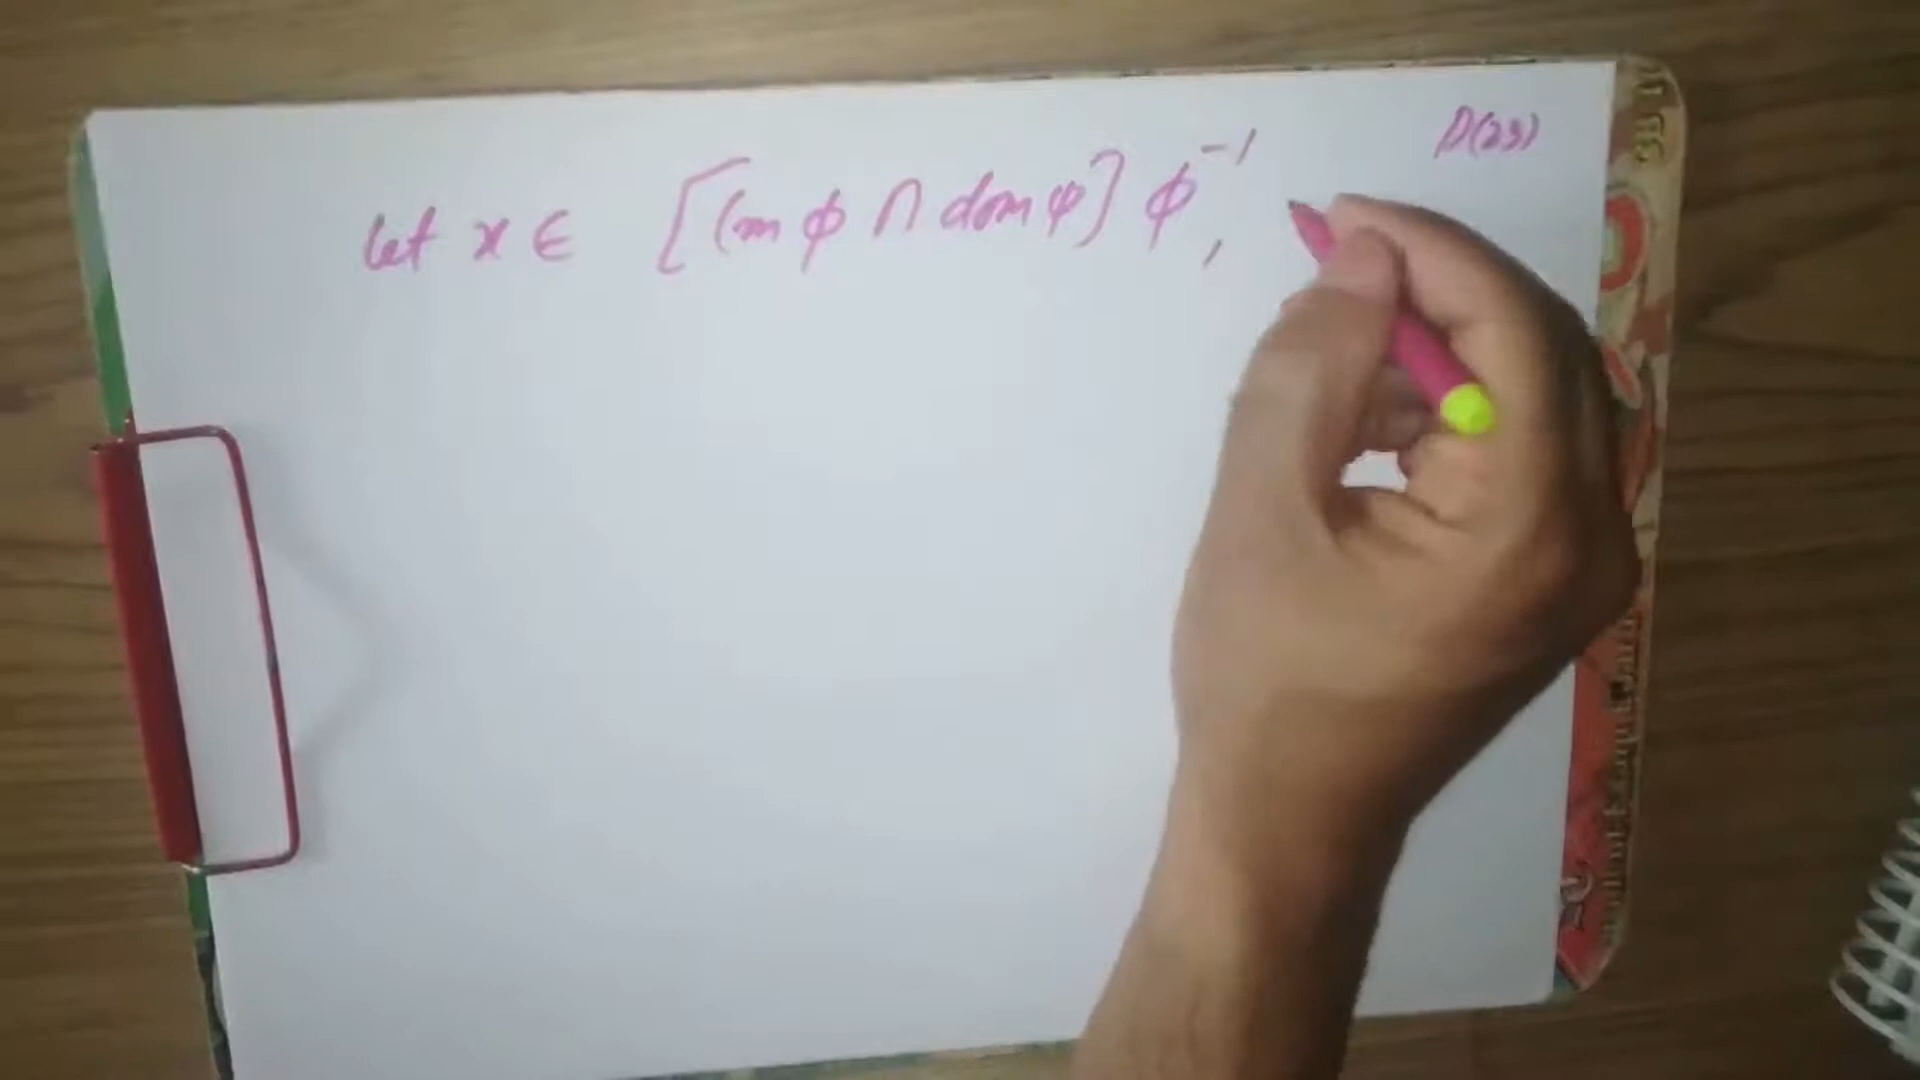 D(23)
let x ∈ [im φ ∩ dom ψ] φ⁻¹,